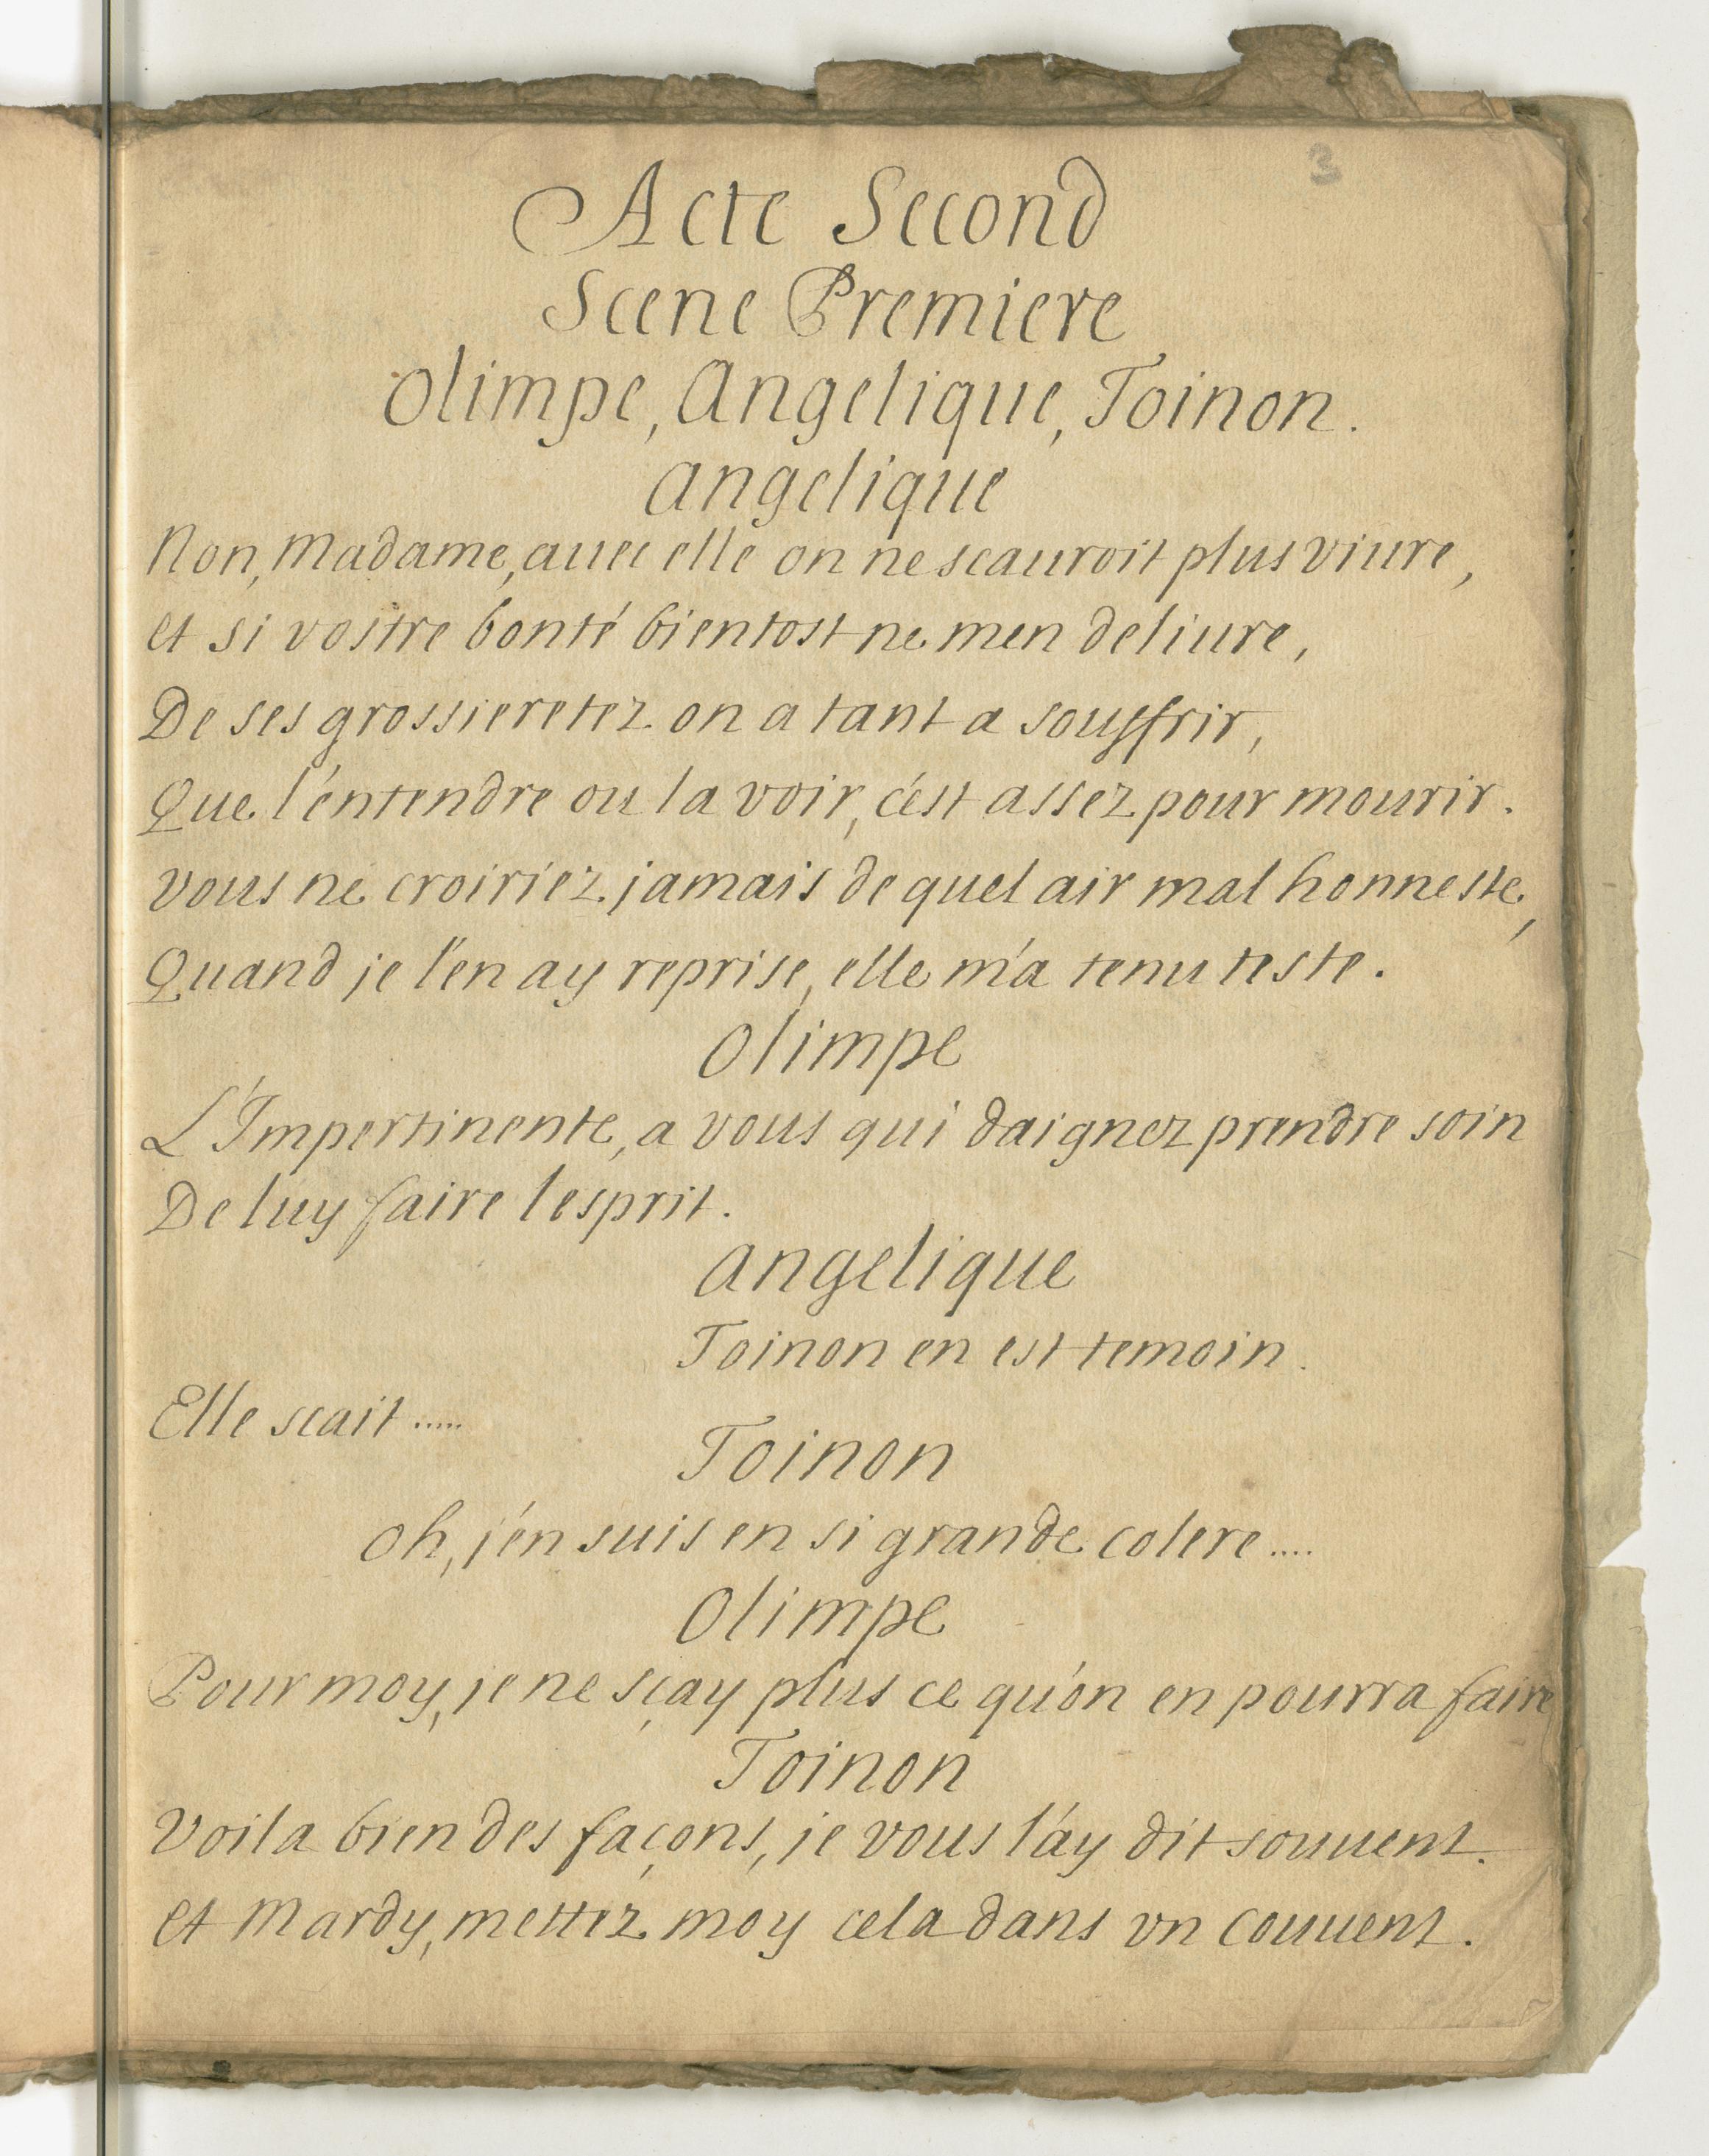 3
Acte Second
Scene Premiere
Olimpe, Angelique, Toinon.
Angelique
Non, Madame, auec elle on ne scauroit plus viure,
Et si vostre bonté bientost ne men deliure,
De ses grossieretez on a tant a souffrir,
Que l'entendre ou la voir, c'est assez pour mourir.
Vous ne croiriez jamais de quel air mal honneste,
Quand je l'en ay reprise, elle m'a tenu teste.
Olimpe
L'Impertinente, a vous qui daignez prendre soin
De luy faire lesprit.
Angelique
Toinon en est temoin.
Elle scait .....
Toinon
Oh, j'en suis en si grande colere ....
Olimpe
Pour moy, je ne sçay plus ce qu'on en pourra faire
Toinon
Voila bien des façons, je vous l'ay dit souuent.
Et Mardy, mettez moy cela dans vn Couuent.